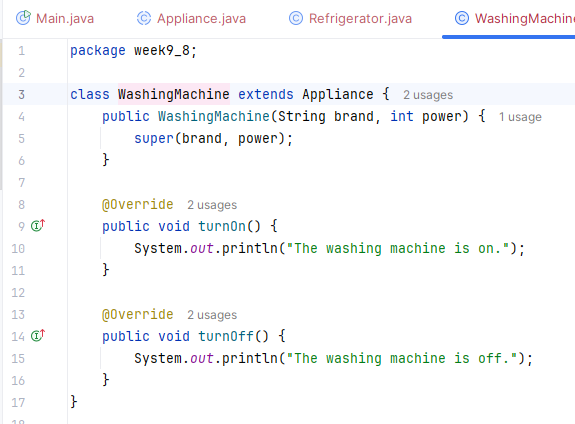 Main.java Appliance.java Refrigerator.java WashingMachine
1 package week9_8;
2
3 class WashingMachine extends Appliance { 2 usages
4 public WashingMachine(String brand, int power) { 1 usage
5 super(brand, power);
6 }
7
8 @Override 2 usages
9 public void turnOn() {
10 System.out.println("The washing machine is on.");
11 }
12
13 @Override 2 usages
14 public void turnOff() {
15 System.out.println("The washing machine is off.");
16 }
17 }
18